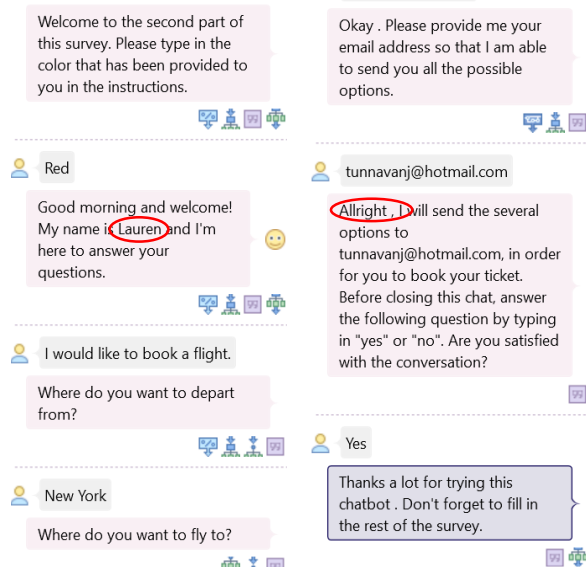 Welcome to the second part of
this survey. Please type in the
color that has been provided to
you in the instructions.
Red
Good morning and welcome!
My name is Lauren and I'm
here to answer your
questions.
I would like to book a flight.
Where do you want to depart
from?
New York
Where do you want to fly to?
Okay . Please provide me your
email address so that I am able
to send you all the possible
options.
tunnavanj@hotmail.com
Allright , I will send the several
options to
tunnavanj@hotmail.com, in order
for you to book your ticket.
Before closing this chat, answer
the following question by typing
in "yes" or "no". Are you satisfied
with the conversation?
Yes
Thanks a lot for trying this
chatbot . Don't forget to fill in
the rest of the survey.